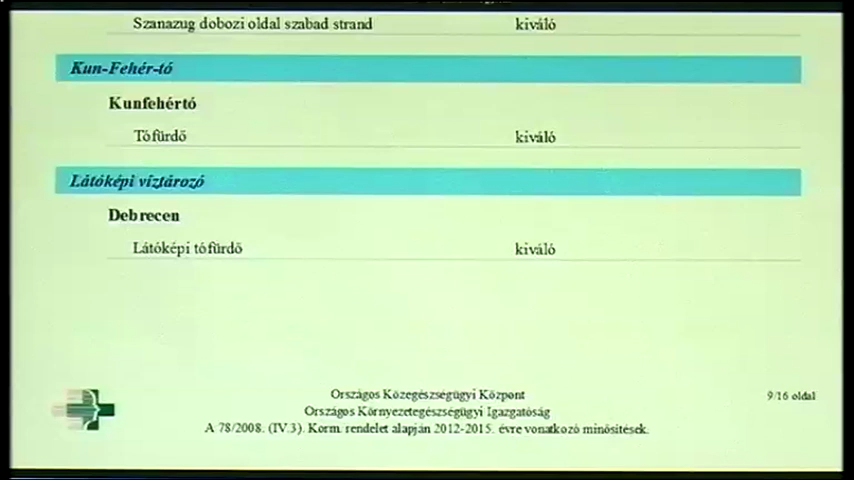 Szanazug dobozi oldal szabad strand kiváló
Kun-Fehér-tó
Kunfehértó
Tófürdő kiváló
Látóképi víztározó
Debrecen
Látóképi tófürdő kiváló
Országos Közegészségügyi Központ 9/16 oldal
Országos Környezetegészségügyi Igazgatóság
A 78/2008. (IV.3). Korm. rendelet alapján 2012-2015. évre vonatkozó minősítések.